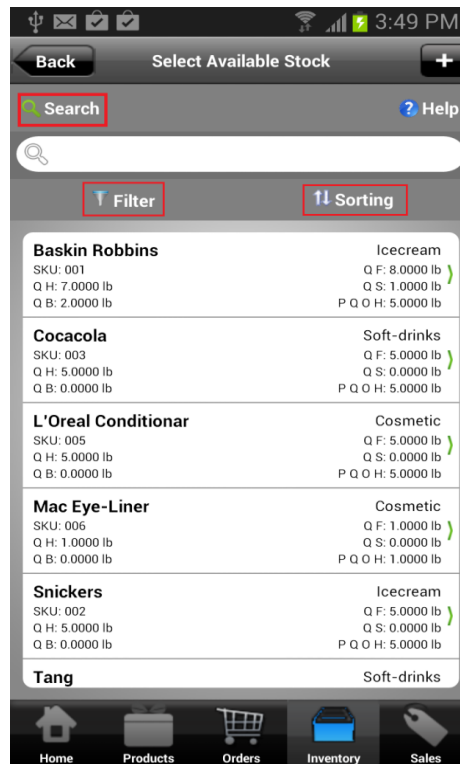 3:49 PM
Back Select Available Stock +
Search Help
Filter Sorting
Baskin Robbins Icecream
SKU: 001 Q F: 8.0000 lb
Q H: 7.0000 lb Q S: 1.0000 lb
Q B: 2.0000 lb P Q O H: 5.0000 lb
Cocacola Soft-drinks
SKU: 003 Q F: 5.0000 lb
Q H: 5.0000 lb Q S: 0.0000 lb
Q B: 0.0000 lb P Q O H: 5.0000 lb
L'Oreal Conditionar Cosmetic
SKU: 005 Q F: 5.0000 lb
Q H: 5.0000 lb Q S: 0.0000 lb
Q B: 0.0000 lb P Q O H: 5.0000 lb
Mac Eye-Liner Cosmetic
SKU: 006 Q F: 1.0000 lb
Q H: 1.0000 lb Q S: 0.0000 lb
Q B: 0.0000 lb P Q O H: 1.0000 lb
Snickers Icecream
SKU: 002 Q F: 5.0000 lb
Q H: 5.0000 lb Q S: 0.0000 lb
Q B: 0.0000 lb P Q O H: 5.0000 lb
Tang Soft-drinks
Home Products Orders Inventory Sales